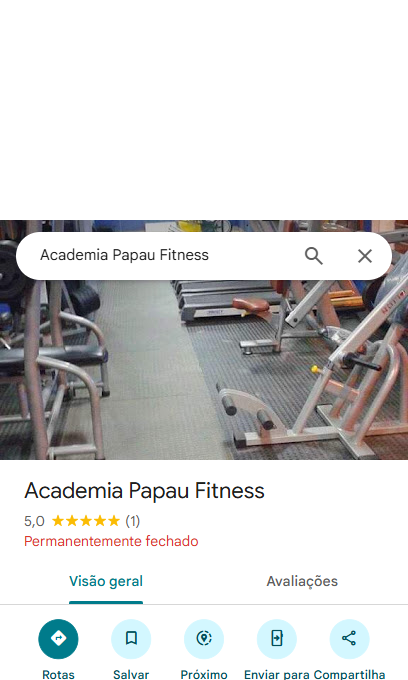 Academia Papau Fitness
Academia Papau Fitness
5,0 (1)
Permanentemente fechado
Visão geral Avaliações
Rotas Salvar Próximo Enviar para Compartilha